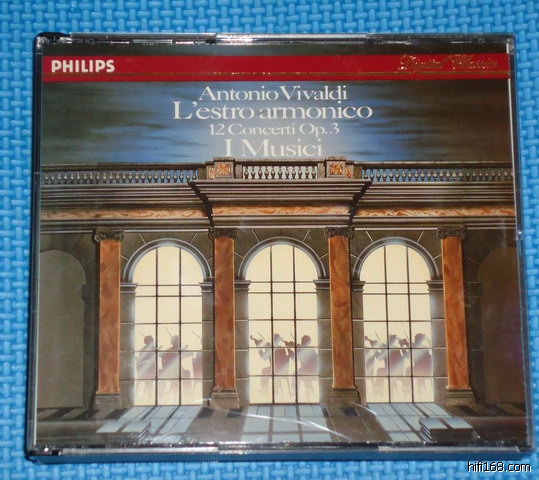 PHILIPS
Digital Classics
Antonio Vivaldi
L'estro armonico
12 Concerti Op.3
I Musici
hifi168.com